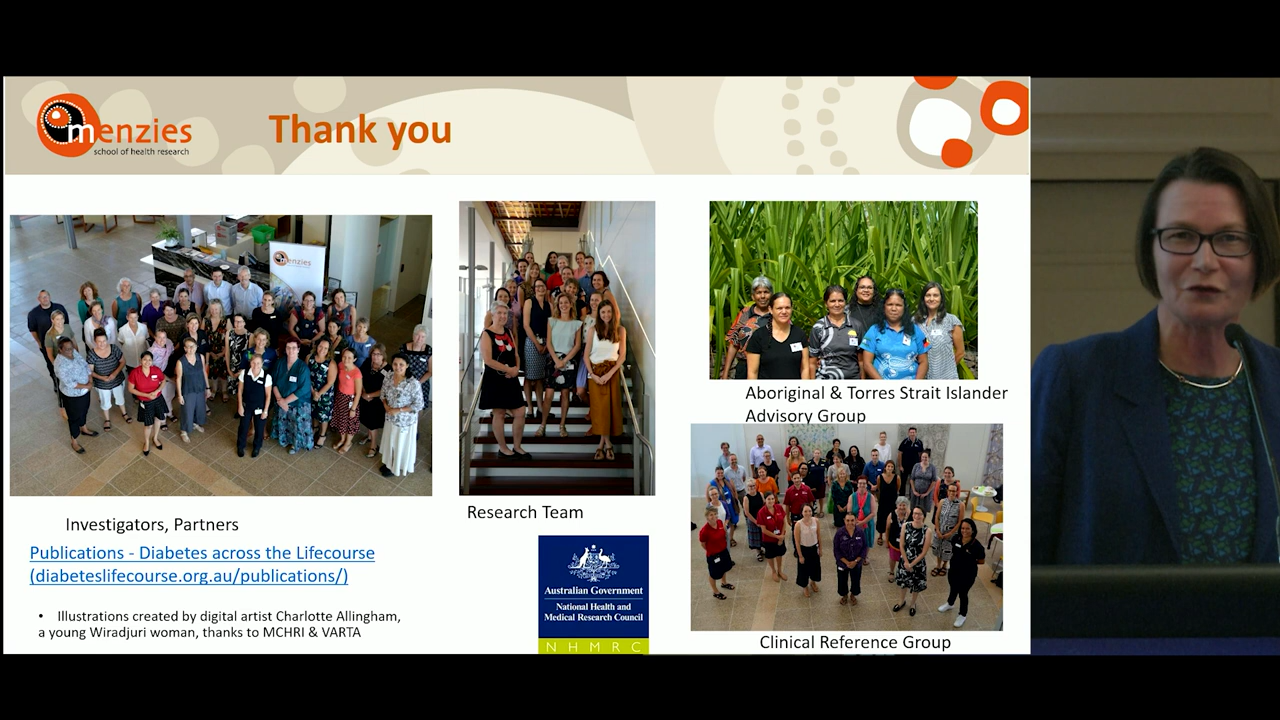 menzies
school of health research
Thank you
menzies
Aboriginal & Torres Strait Islander
Advisory Group
Investigators, Partners
Research Team
Publications - Diabetes across the Lifecourse
(diabeteslifecourse.org.au/publications/)
• Illustrations created by digital artist Charlotte Allingham,
a young Wiradjuri woman, thanks to MCHRI & VARTA
Australian Government
National Health and
Medical Research Council
NHMRC
Clinical Reference Group